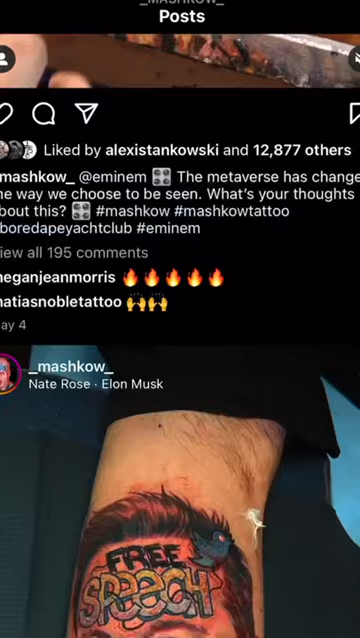 _MASHKOW_
Posts
Liked by alexistankowski and 12,877 others
mashkow_ @eminem 🎛️ The metaverse has change
he way we choose to be seen. What's your thoughts
bout this? 🎛️ #mashkow #mashkowtattoo
boredapeyachtclub #eminem
iew all 195 comments
neganjeanmorris 🔥🔥🔥🔥🔥
natiasnobletattoo 🙌🙌
ay 4
_mashkow_
Nate Rose · Elon Musk
FREE
SPEECH